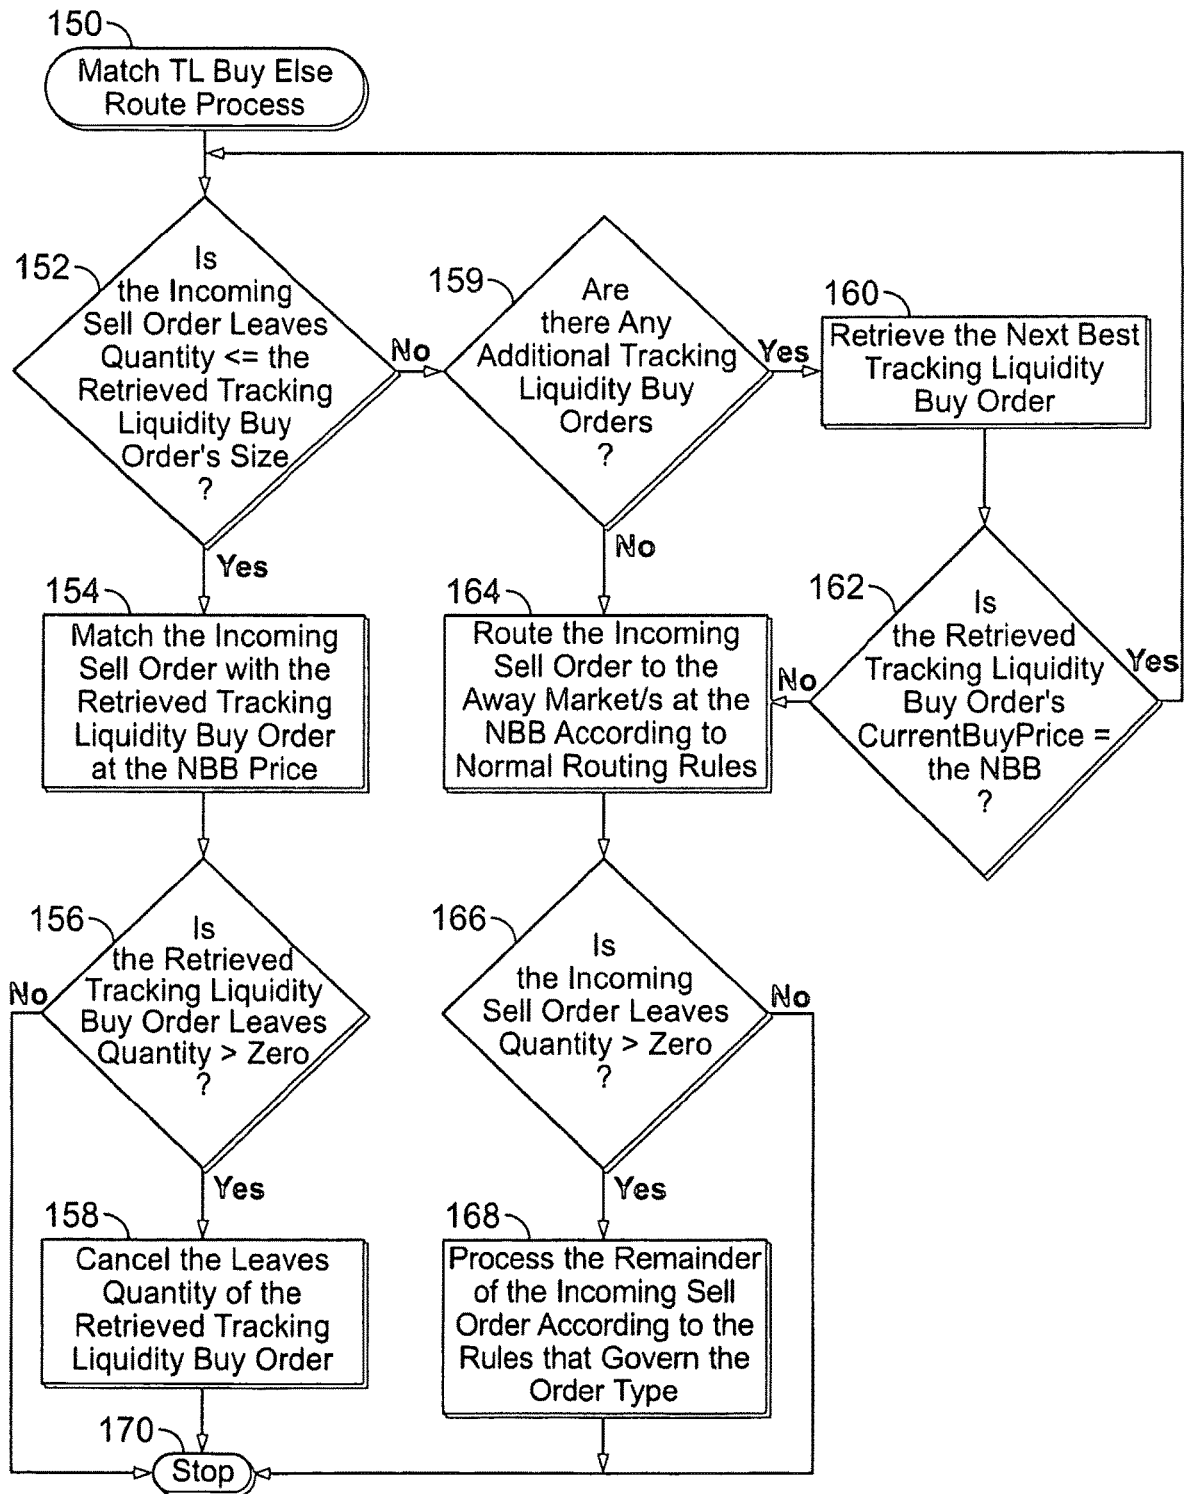 150
Match TL Buy Else
Route Process
152
Is
the Incoming
Sell Order Leaves
Quantity <= the
Retrieved Tracking
Liquidity Buy
Order's Size
?
No
Yes
159
Are
there Any
Additional Tracking
Liquidity Buy
Orders
?
Yes
No
160
Retrieve the Next Best
Tracking Liquidity
Buy Order
162
Is
the Retrieved
Tracking Liquidity
Buy Order's
CurrentBuyPrice =
the NBB
?
Yes
No
154
Match the Incoming
Sell Order with the
Retrieved Tracking
Liquidity Buy Order
at the NBB Price
164
Route the Incoming
Sell Order to the
Away Market/s at the
NBB According to
Normal Routing Rules
156
Is
the Retrieved
Tracking Liquidity
Buy Order Leaves
Quantity > Zero
?
No
Yes
166
Is
the Incoming
Sell Order Leaves
Quantity > Zero
?
No
Yes
158
Cancel the Leaves
Quantity of the
Retrieved Tracking
Liquidity Buy Order
168
Process the Remainder
of the Incoming Sell
Order According to the
Rules that Govern the
Order Type
170
Stop